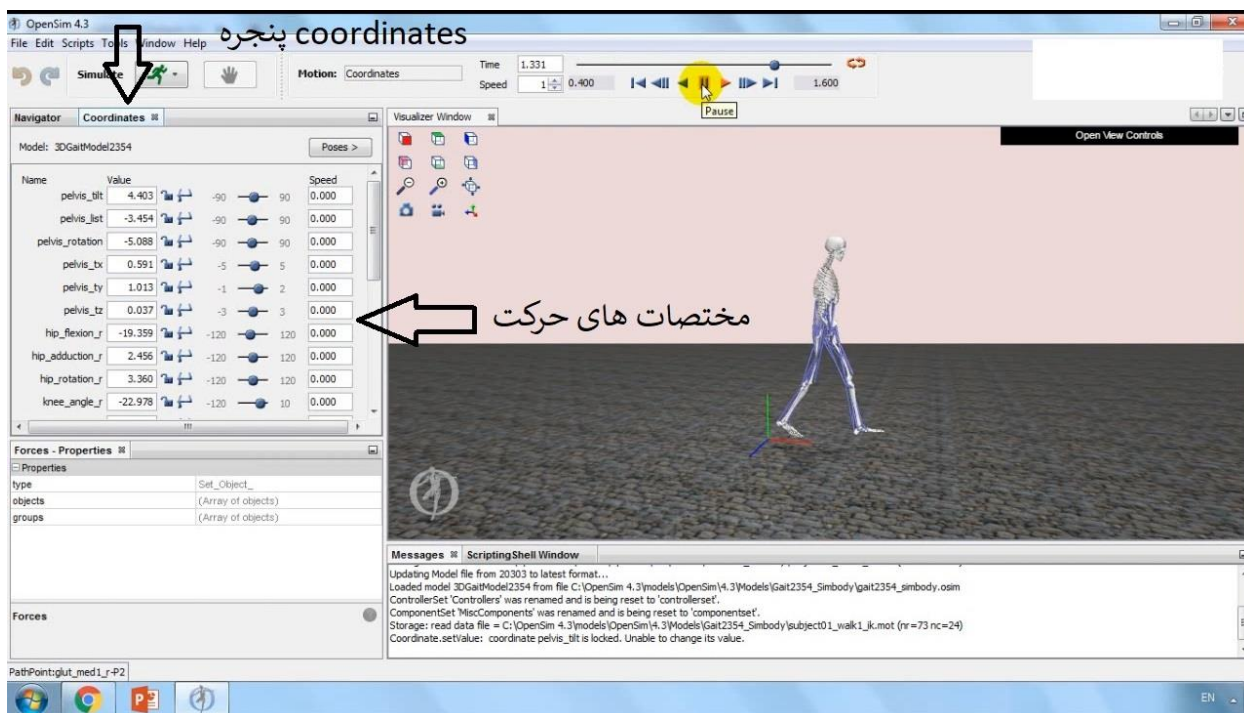 OpenSim 4.3
File Edit Scripts Tools Window Help
پنجره coordinates
Simulate
Motion: Coordinates
Time 1.331
Speed 1 0.400 1.600
Pause
Navigator Coordinates
Model: 3DGaitModel2354 Poses >
Name Value Speed
pelvis_tilt 4.403 -90 90 0.000
pelvis_list -3.454 -90 90 0.000
pelvis_rotation -5.088 -90 90 0.000
pelvis_tx 0.591 -5 5 0.000
pelvis_ty 1.013 -1 2 0.000
pelvis_tz 0.037 -3 3 0.000
hip_flexion_r -19.359 -120 120 0.000
hip_adduction_r 2.456 -120 120 0.000
hip_rotation_r 3.360 -120 120 0.000
knee_angle_r -22.978 -120 10 0.000
مختصات های حرکت
Visualizer Window
Open View Controls
Forces - Properties
Properties
type Set_Object_
objects (Array of objects)
groups (Array of objects)
Forces
Messages ScriptingShell Window
Updating Model file from 20303 to latest format...
Loaded model 3DGaitModel2354 from file C:\OpenSim 4.3\models\OpenSim\4.3\Models\Gait2354_Simbody\gait2354_simbody.osim
ControllerSet 'Controllers' was renamed and is being reset to 'controllerset'.
ComponentSet 'MiscComponents' was renamed and is being reset to 'componentset'.
Storage: read data file = C:\OpenSim 4.3\models\OpenSim\4.3\Models\Gait2354_Simbody\subject01_walk1_ik.mot (nr=73 nc=24)
Coordinate.setValue: coordinate pelvis_tilt is locked. Unable to change its value.
PathPoint:glut_med1_r-P2
EN